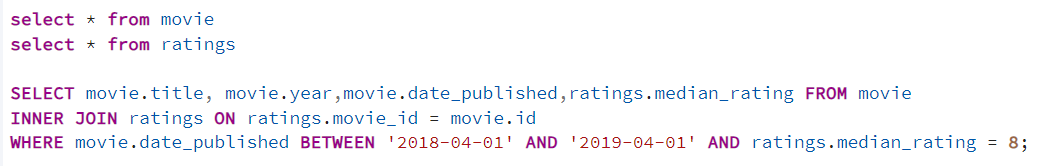 select * from movie
select * from ratings
SELECT movie.title, movie.year,movie.date_published,ratings.median_rating FROM movie
INNER JOIN ratings ON ratings.movie_id = movie.id
WHERE movie.date_published BETWEEN '2018-04-01' AND '2019-04-01' AND ratings.median_rating = 8;